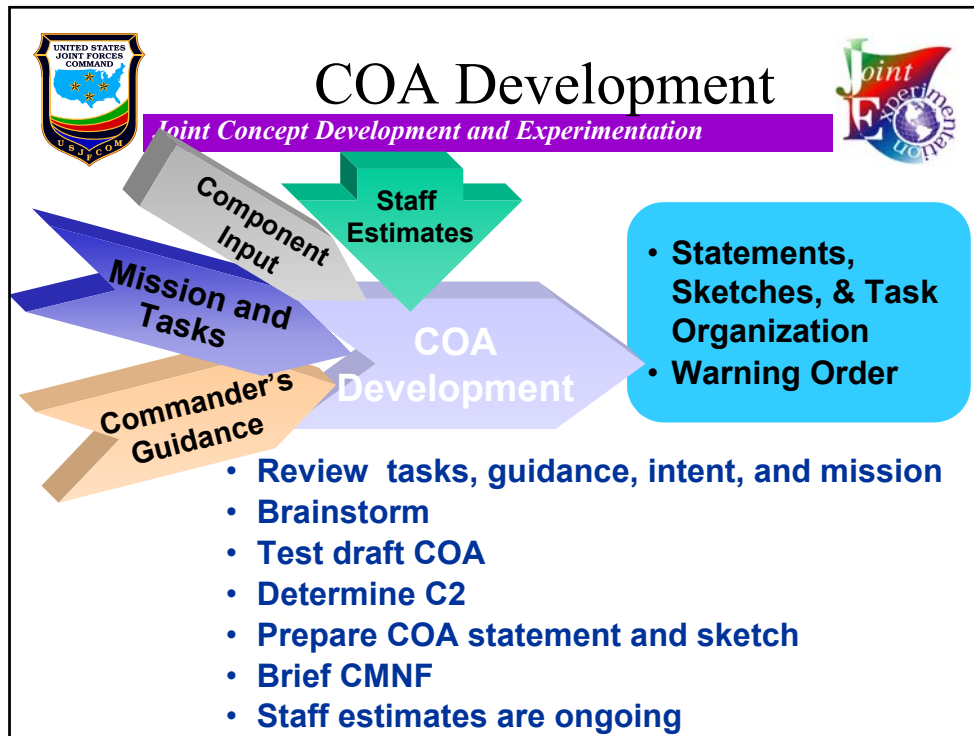 UNITED STATES
JOINT FORCES
COMMAND
USJFCOM
COA Development
Joint Concept Development and Experimentation
Joint
Experimentation
Component
Input
Staff
Estimates
Mission and
Tasks
Commander’s
Guidance
COA
Development
• Statements,
Sketches, & Task
Organization
• Warning Order
• Review tasks, guidance, intent, and mission
• Brainstorm
• Test draft COA
• Determine C2
• Prepare COA statement and sketch
• Brief CMNF
• Staff estimates are ongoing